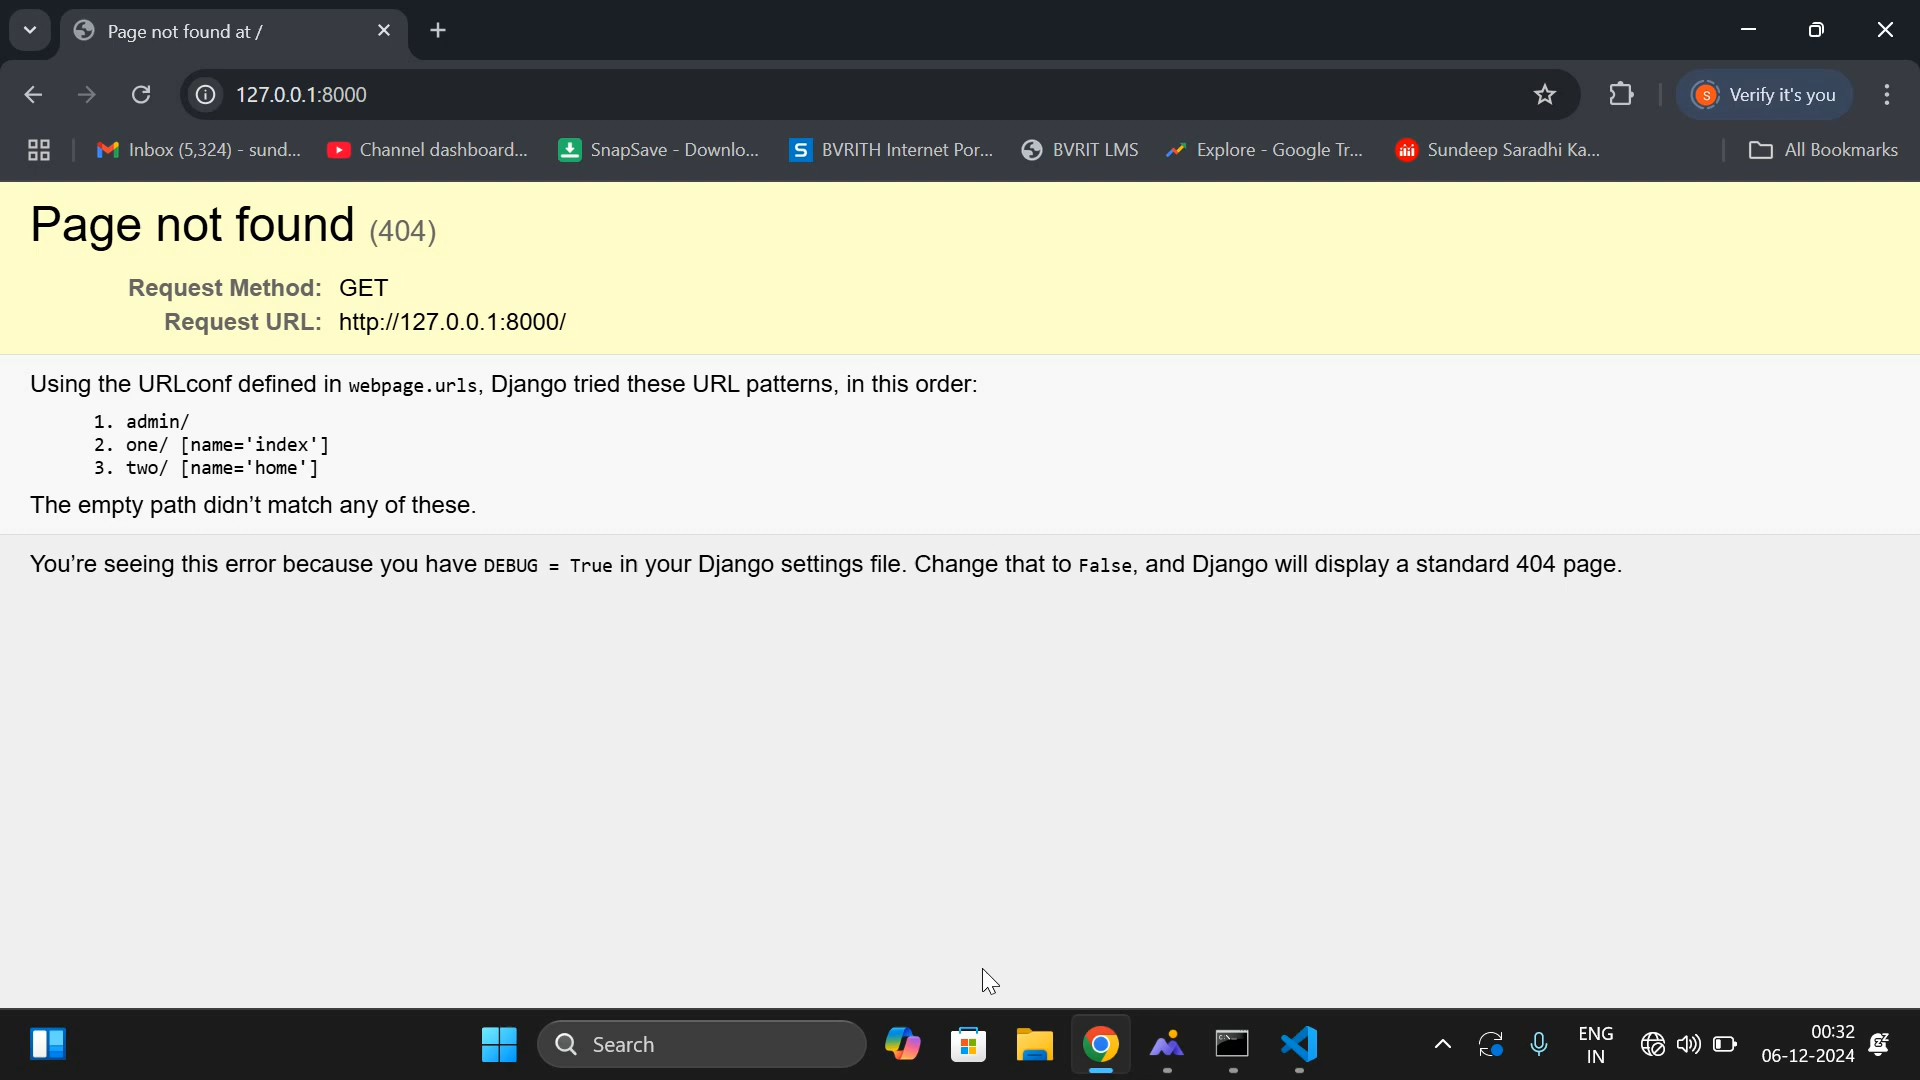 Page not found at /
127.0.0.1:8000
Verify it's you
Inbox (5,324) - sund...
Channel dashboard...
SnapSave - Downlo...
BVRITH Internet Por...
BVRIT LMS
Explore - Google Tr...
Sundeep Saradhi Ka...
All Bookmarks
Page not found (404)
Request Method: GET
Request URL: http://127.0.0.1:8000/
Using the URLconf defined in webpage.urls, Django tried these URL patterns, in this order:
1. admin/
2. one/ [name='index']
3. two/ [name='home']
The empty path didn’t match any of these.
You’re seeing this error because you have DEBUG = True in your Django settings file. Change that to False, and Django will display a standard 404 page.
Search
ENG
IN
00:32
06-12-2024